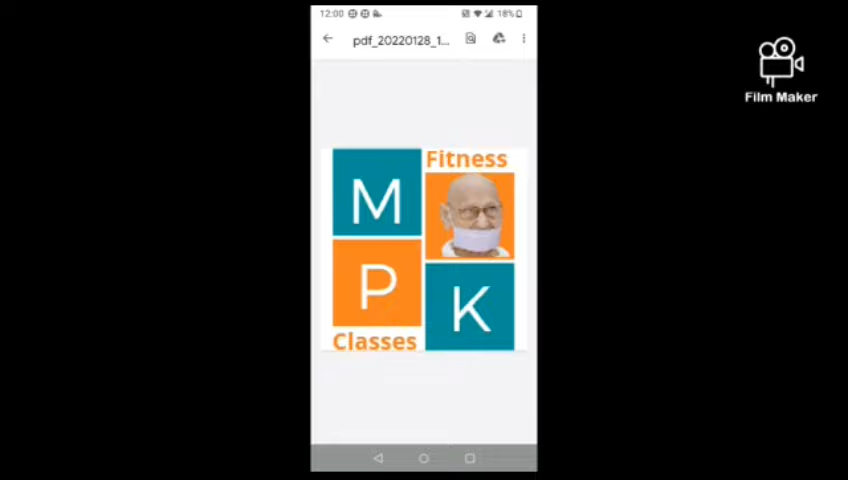 12:00
18%
pdf_20220128_1...
Film Maker
Fitness
M
P
K
Classes